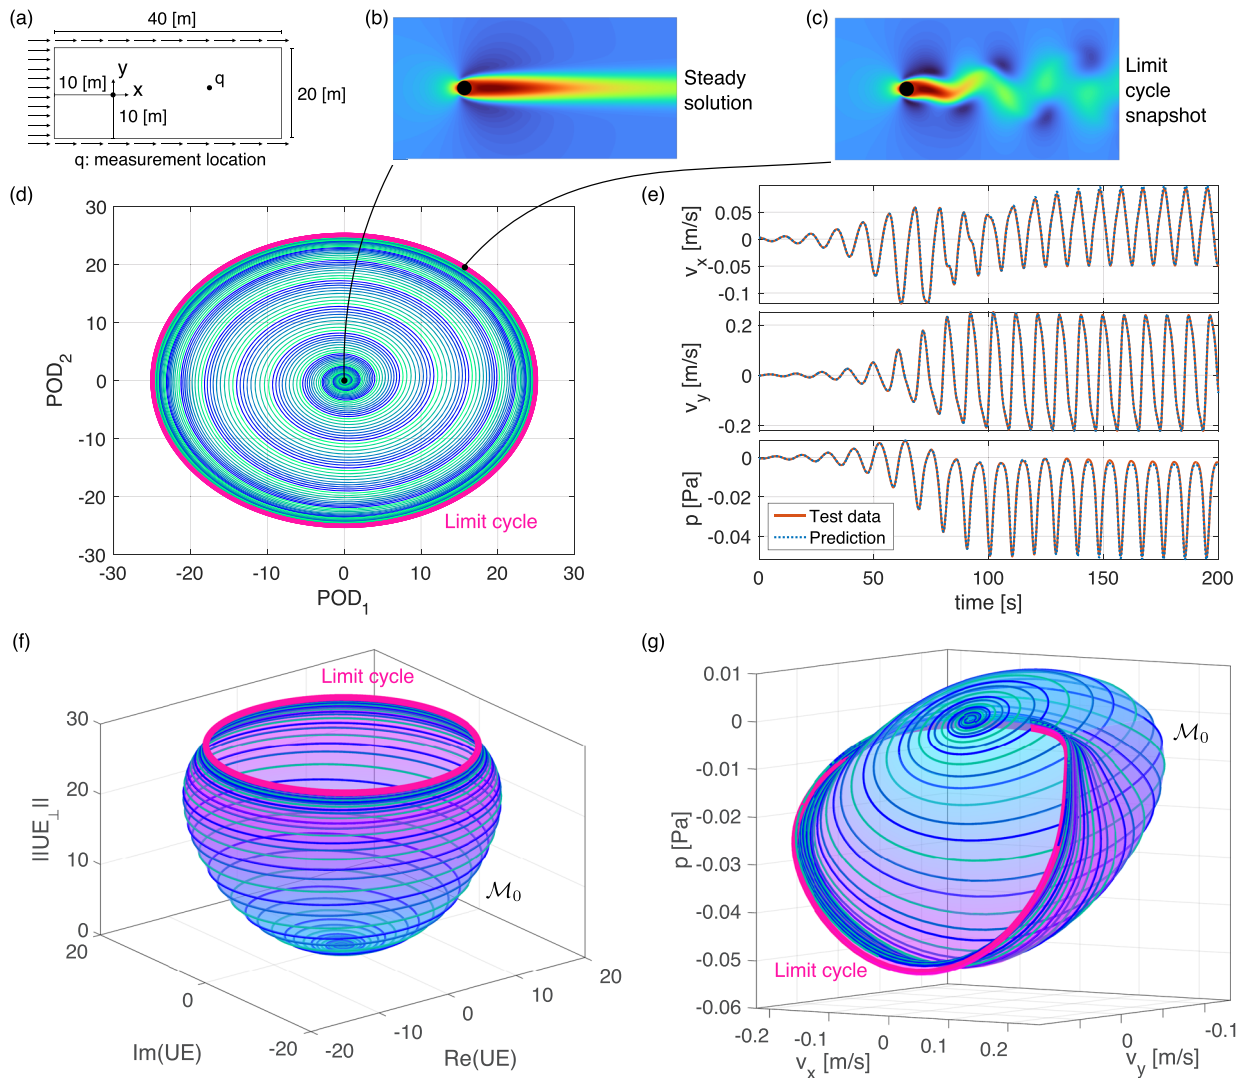 (a)
40 [m]
10 [m]
y
x
q
10 [m]
20 [m]
q: measurement location
(b)
Steady
solution
(c)
Limit
cycle
snapshot
(d)
30
20
10
0
-10
-20
-30
POD2
Limit cycle
-30
-20
-10
0
10
20
30
POD1
(e)
0.05
0
-0.05
-0.1
vx [m/s]
0.2
0
-0.2
vy [m/s]
0
-0.02
-0.04
p [Pa]
Test data
Prediction
0
50
100
150
200
time [s]
(f)
Limit cycle
30
20
10
0
||UE⊥||
M0
20
0
-20
Im(UE)
-20
-10
0
10
20
Re(UE)
(g)
0.01
0
-0.01
-0.02
-0.03
-0.04
-0.05
-0.06
p [Pa]
M0
Limit cycle
-0.2
-0.1
0
0.1
0.2
vx [m/s]
0
-0.1
vy [m/s]